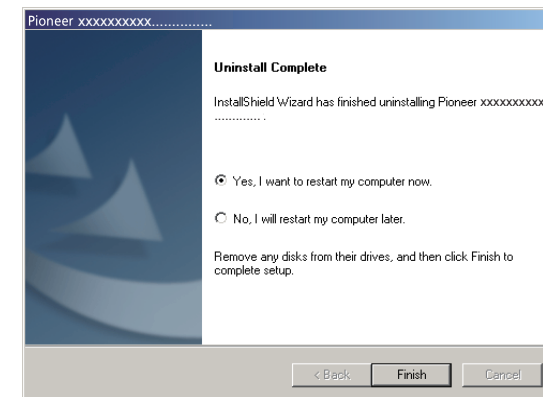 Pioneer xxxxxxxxxx...............
Uninstall Complete
InstallShield Wizard has finished uninstalling Pioneer xxxxxxxxxx
............. .
Yes, I want to restart my computer now.
No, I will restart my computer later.
Remove any disks from their drives, and then click Finish to
complete setup.
< Back
Finish
Cancel